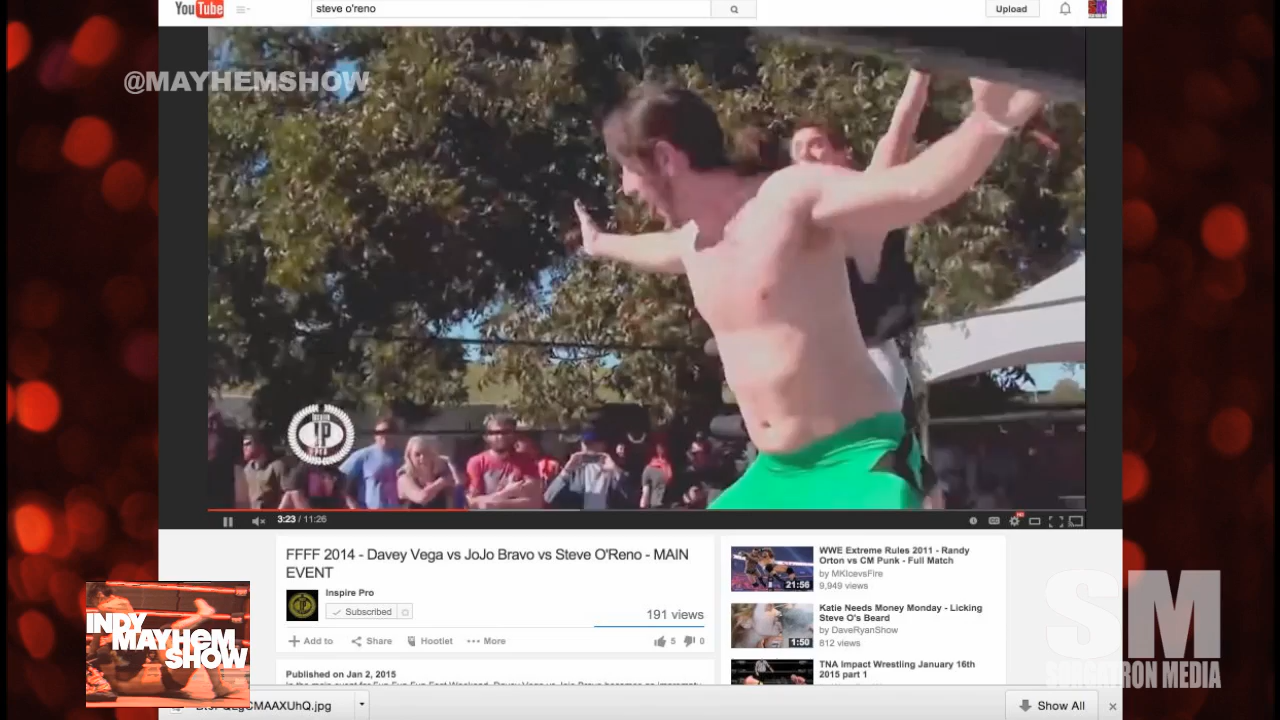 YouTube
steve o'reno
Upload
@MAYHEMSHOW
IP
3:23 / 11:26
FFFF 2014 - Davey Vega vs JoJo Bravo vs Steve O'Reno - MAIN
EVENT
Inspire Pro
Subscribed
191 views
Add to
Share
Hootlet
More
5
0
Published on Jan 2, 2015
WWE Extreme Rules 2011 - Randy
Orton vs CM Punk - Full Match
by MKIcevsFire
9,949 views
21:56
Katie Needs Money Monday - Licking
Steve O's Beard
by DaveRyanShow
812 views
1:50
TNA Impact Wrestling January 16th
2015 part 1
INDY
MAYHEM
SHOW
SM
SORGATRON MEDIA
Show All